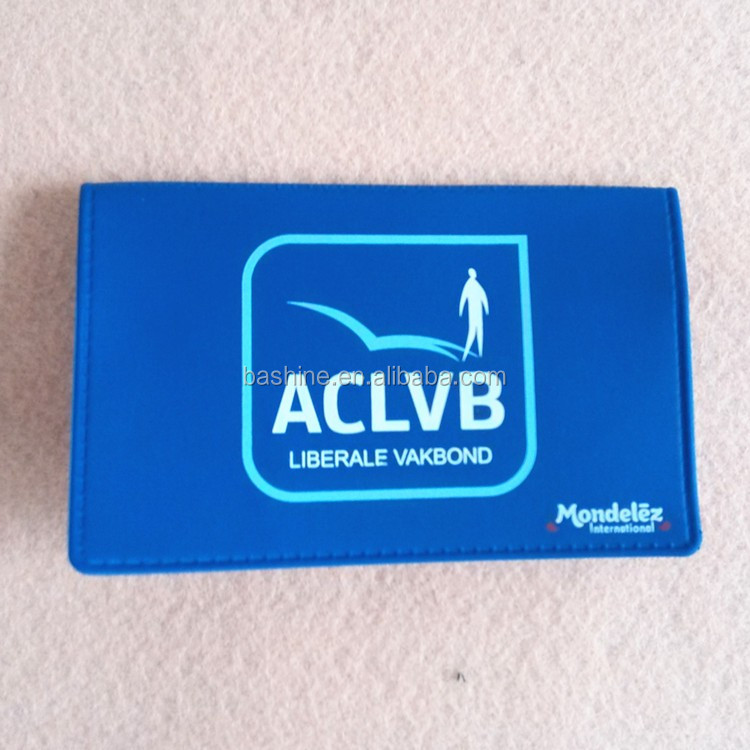 bashine.en.alibaba.com
ACLVB
LIBERALE VAKBOND
Mondelēz
International